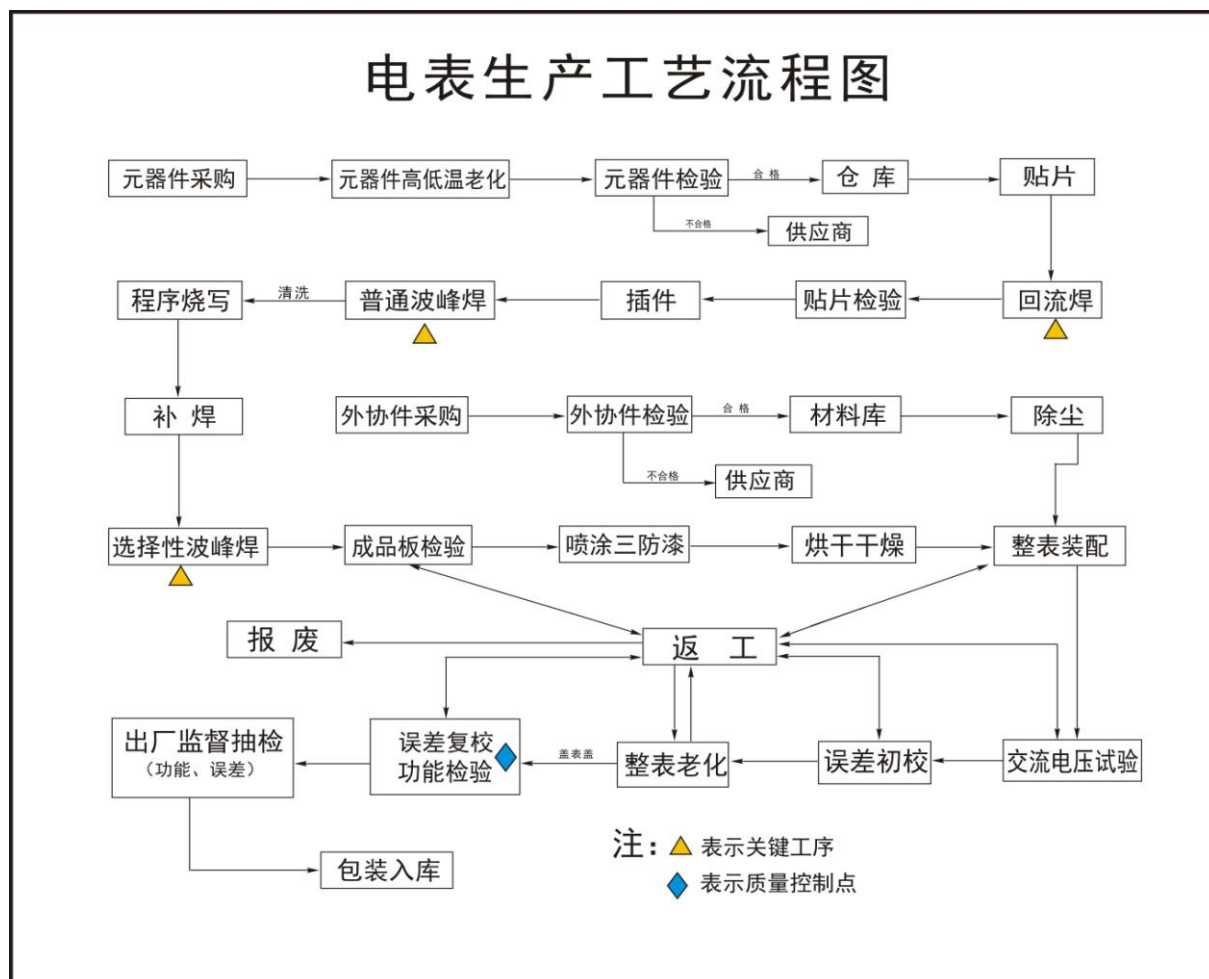 电表生产工艺流程图
元器件采购
元器件高低温老化
元器件检验
合格
仓库
贴片
不合格
供应商
程序烧写
清洗
普通波峰焊
插件
贴片检验
回流焊
补焊
外协件采购
外协件检验
合格
材料库
除尘
不合格
供应商
选择性波峰焊
成品板检验
喷涂三防漆
烘干干燥
整表装配
报废
返工
出厂监督抽检
(功能、误差)
误差复校
功能检验
盖表盖
整表老化
误差初校
交流电压试验
包装入库
注:
表示关键工序
表示质量控制点